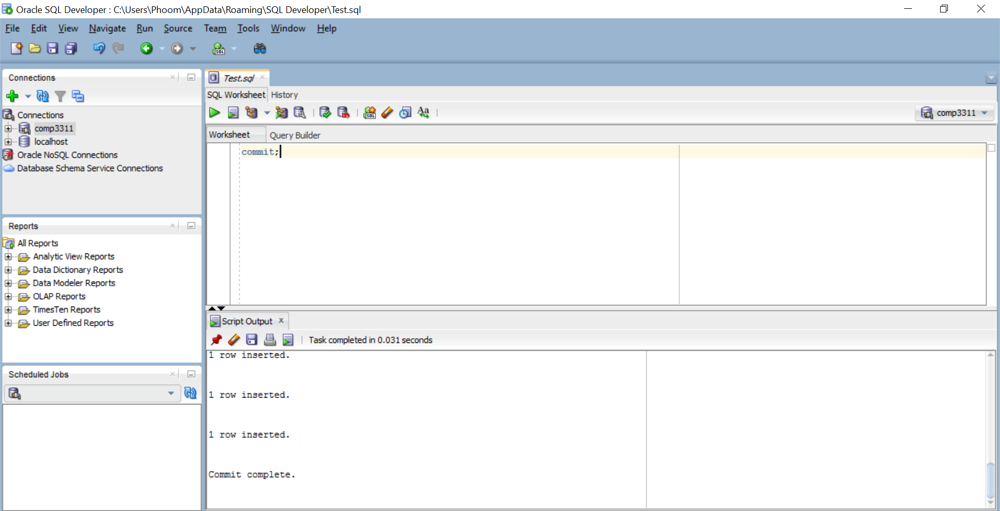 Oracle SQL Developer : C:\Users\Phoom\AppData\Roaming\SQL Developer\Test.sql
File Edit View Navigate Run Source Team Tools Window Help
SQL
Connections
Connections
comp3311
localhost
Oracle NoSQL Connections
Database Schema Service Connections
Reports
All Reports
Analytic View Reports
Data Dictionary Reports
Data Modeler Reports
OLAP Reports
TimesTen Reports
User Defined Reports
Scheduled Jobs
Test.sql
SQL Worksheet History
SQL Aa comp3311
Worksheet Query Builder
commit;
Script Output
Task completed in 0.031 seconds
1 row inserted.
1 row inserted.
1 row inserted.
Commit complete.